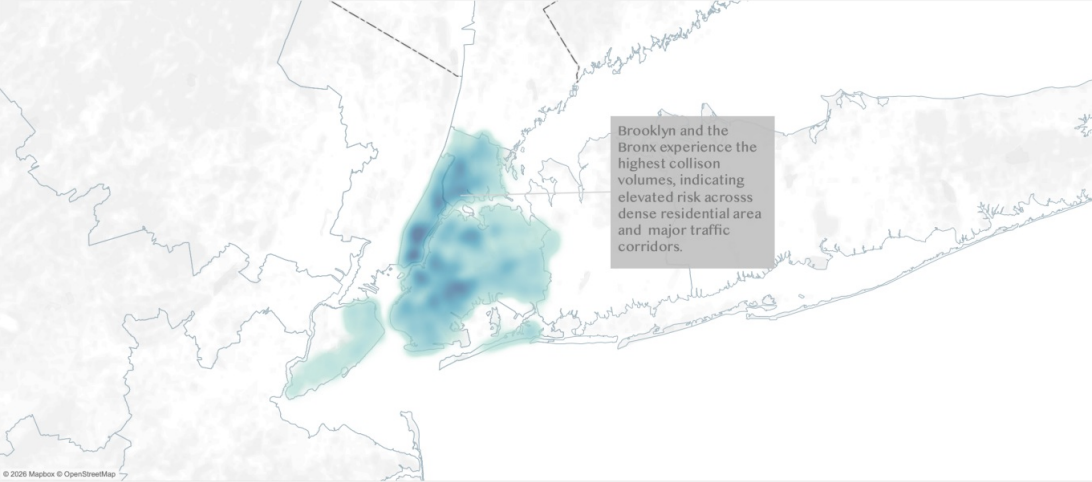 Brooklyn and the
Bronx experience the
highest collison
volumes, indicating
elevated risk acrosss
dense residential area
and  major traffic
corridors.
© 2026 Mapbox © OpenStreetMap